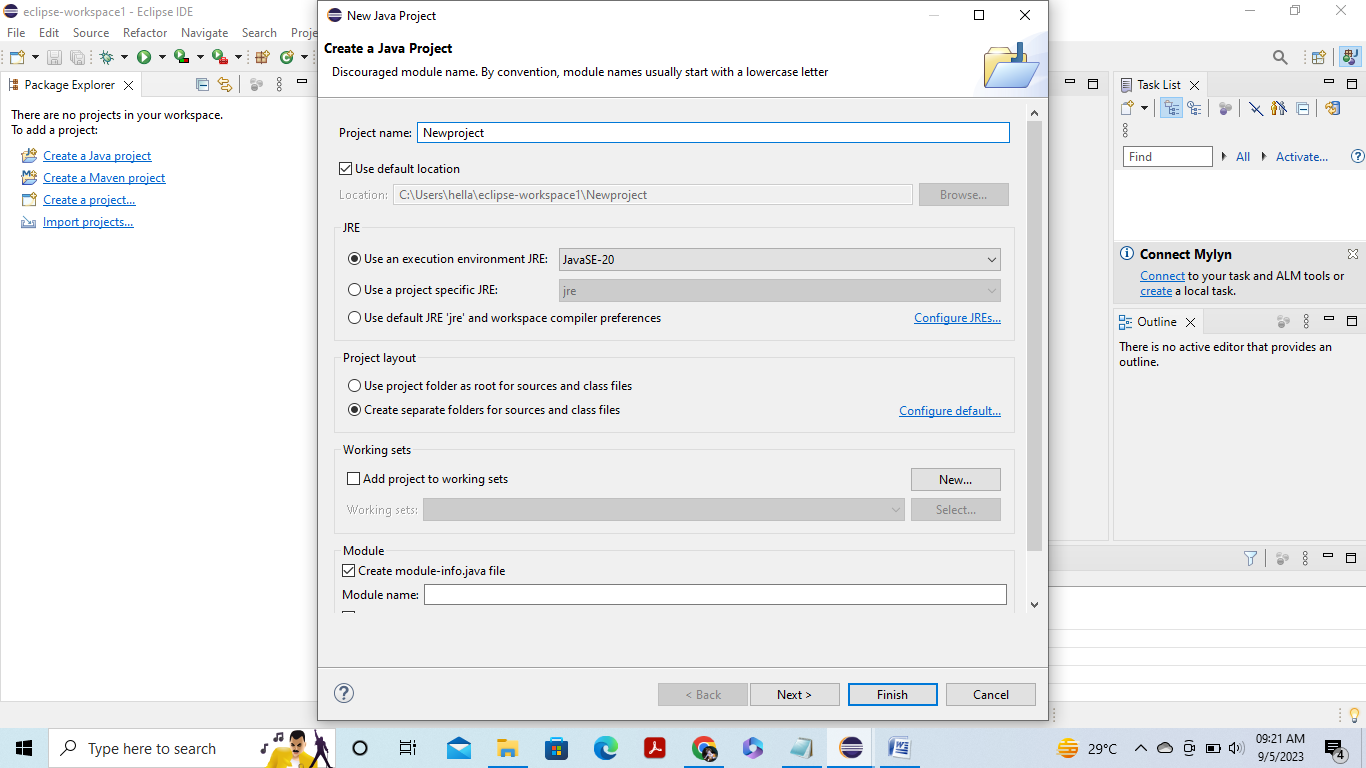 eclipse-workspace1 - Eclipse IDE
File Edit Source Refactor Navigate Search Proje
Package Explorer
There are no projects in your workspace.
To add a project:
Create a Java project
Create a Maven project
Create a project...
Import projects...
New Java Project
Create a Java Project
Discouraged module name. By convention, module names usually start with a lowercase letter
Project name: Newproject
Use default location
Location: C:\Users\hella\eclipse-workspace1\Newproject Browse...
JRE
Use an execution environment JRE: JavaSE-20
Use a project specific JRE: jre
Use default JRE 'jre' and workspace compiler preferences Configure JREs...
Project layout
Use project folder as root for sources and class files
Create separate folders for sources and class files Configure default...
Working sets
Add project to working sets New...
Working sets: Select...
Module
Create module-info.java file
Module name:
? < Back Next > Finish Cancel
Task List
Find All Activate... ?
Connect Mylyn
Connect to your task and ALM tools or
create a local task.
Outline
There is no active editor that provides an
outline.
Type here to search 29°C 09:21 AM
9/5/2023
4